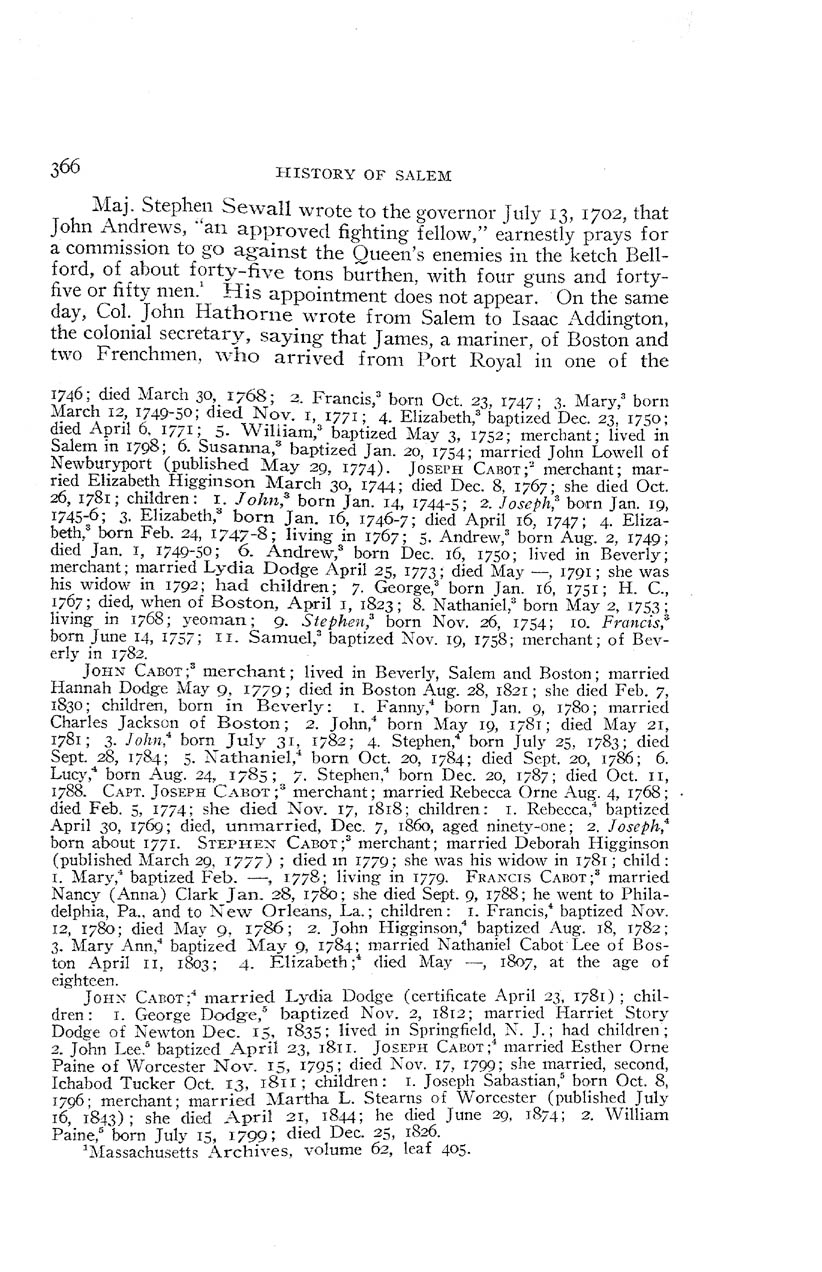 366
HISTORY OF SALEM
Maj. Stephen Sewall wrote to the governor July 13, 1702, that
John Andrews, "an approved fighting fellow," earnestly prays for
a commission to go against the Queen's enemies in the ketch Bell-
ford, of about forty-five tons burthen, with four guns and forty-
five or fifty men.¹ His appointment does not appear. On the same
day, Col. John Hathorne wrote from Salem to Isaac Addington,
the colonial secretary, saying that James, a mariner, of Boston and
two Frenchmen, who arrived from Port Royal in one of the
1746; died March 30, 1768; 2. Francis,³ born Oct. 23, 1747; 3. Mary,³ born
March 12, 1749-50; died Nov. 1, 1771; 4. Elizabeth,³ baptized Dec. 23, 1750;
died April 6, 1771; 5. William,³ baptized May 3, 1752; merchant; lived in
Salem in 1798; 6. Susanna,³ baptized Jan. 20, 1754; married John Lowell of
Newburyport (published May 29, 1774). JOSEPH CABOT;² merchant; mar-
ried Elizabeth Higginson March 30, 1744; died Dec. 8, 1767; she died Oct.
26, 1781; children: 1. John,³ born Jan. 14, 1744-5; 2. Joseph,³ born Jan. 19,
1745-6; 3. Elizabeth,³ born Jan. 16, 1746-7; died April 16, 1747; 4. Eliza-
beth,³ born Feb. 24, 1747-8; living in 1767; 5. Andrew,³ born Aug. 2, 1749;
died Jan. 1, 1749-50; 6. Andrew,³ born Dec. 16, 1750; lived in Beverly;
merchant; married Lydia Dodge April 25, 1773; died May —, 1791; she was
his widow in 1792; had children; 7. George,³ born Jan. 16, 1751; H. C.,
1767; died, when of Boston, April 1, 1823; 8. Nathaniel,³ born May 2, 1753;
living in 1768; yeoman; 9. Stephen,³ born Nov. 26, 1754; 10. Francis,³
born June 14, 1757; 11. Samuel,³ baptized Nov. 19, 1758; merchant; of Bev-
erly in 1782.
JOHN CABOT;³ merchant; lived in Beverly, Salem and Boston; married
Hannah Dodge May 9, 1779; died in Boston Aug. 28, 1821; she died Feb. 7,
1830; children, born in Beverly: 1. Fanny,⁴ born Jan. 9, 1780; married
Charles Jackson of Boston; 2. John,⁴ born May 19, 1781; died May 21,
1781; 3. John,⁴ born July 31, 1782; 4. Stephen,⁴ born July 25, 1783; died
Sept. 28, 1784; 5. Nathaniel,⁴ born Oct. 20, 1784; died Sept. 20, 1786; 6.
Lucy,⁴ born Aug. 24, 1785; 7. Stephen,⁴ born Dec. 20, 1787; died Oct. 11,
1788. CAPT. JOSEPH CABOT;³ merchant; married Rebecca Orne Aug. 4, 1768;
died Feb. 5, 1774; she died Nov. 17, 1818; children: 1. Rebecca,⁴ baptized
April 30, 1769; died, unmarried, Dec. 7, 1860, aged ninety-one; 2. Joseph,⁴
born about 1771. STEPHEN CABOT;³ merchant; married Deborah Higginson
(published March 29, 1777) ; died in 1779; she was his widow in 1781; child:
1. Mary,⁴ baptized Feb. —, 1778; living in 1779. FRANCIS CABOT;³ married
Nancy (Anna) Clark Jan. 28, 1780; she died Sept. 9, 1788; he went to Phila-
delphia, Pa., and to New Orleans, La.; children: 1. Francis,⁴ baptized Nov.
12, 1780; died May 9, 1786; 2. John Higginson,⁴ baptized Aug. 18, 1782;
3. Mary Ann,⁴ baptized May 9, 1784; married Nathaniel Cabot Lee of Bos-
ton April 11, 1803; 4. Elizabeth;⁴ died May —, 1807, at the age of
eighteen.
JOHN CABOT;⁴ married Lydia Dodge (certificate April 23, 1781) ; chil-
dren: 1. George Dodge,⁵ baptized Nov. 2, 1812; married Harriet Story
Dodge of Newton Dec. 15, 1835; lived in Springfield, N. J.; had children;
2. John Lee,⁵ baptized April 23, 1811. JOSEPH CABOT;⁴ married Esther Orne
Paine of Worcester Nov. 15, 1795; died Nov. 17, 1799; she married, second,
Ichabod Tucker Oct. 13, 1811; children: 1. Joseph Sabastian,⁵ born Oct. 8,
1796; merchant; married Martha L. Stearns of Worcester (published July
16, 1843) ; she died April 21, 1844; he died June 29, 1874; 2. William
Paine,⁵ born July 15, 1799; died Dec. 25, 1826.
¹Massachusetts Archives, volume 62, leaf 405.